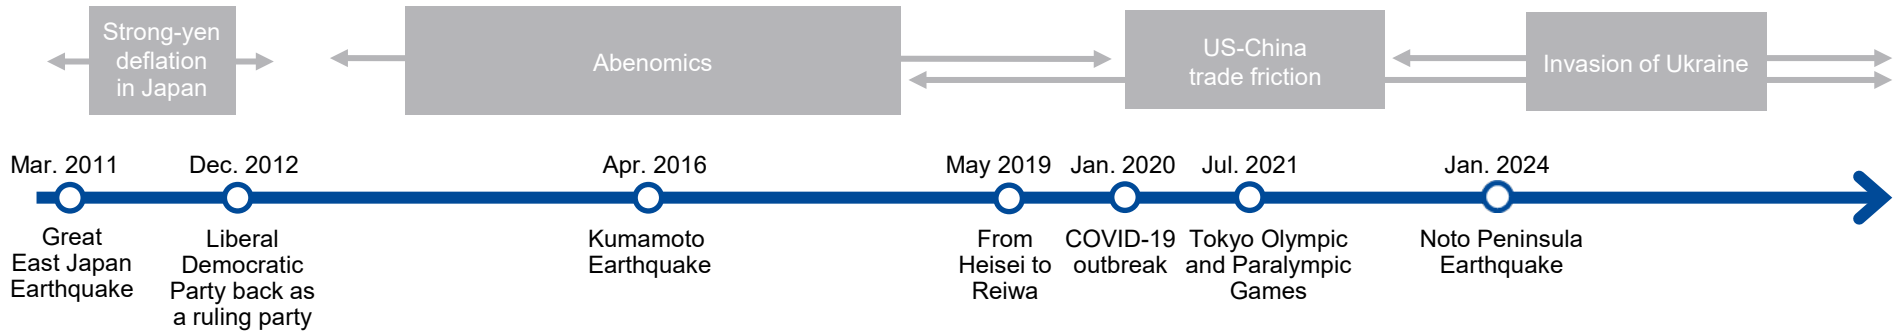 Strong-yen
deflation
in Japan
Abenomics
US-China
trade friction
Invasion of Ukraine
Mar. 2011
Dec. 2012
Apr. 2016
May 2019
Jan. 2020
Jul. 2021
Jan. 2024
Great
East Japan
Earthquake
Liberal
Democratic
Party back as
a ruling party
Kumamoto
Earthquake
From
Heisei to
Reiwa
COVID-19
outbreak
Tokyo Olympic
and Paralympic
Games
Noto Peninsula
Earthquake